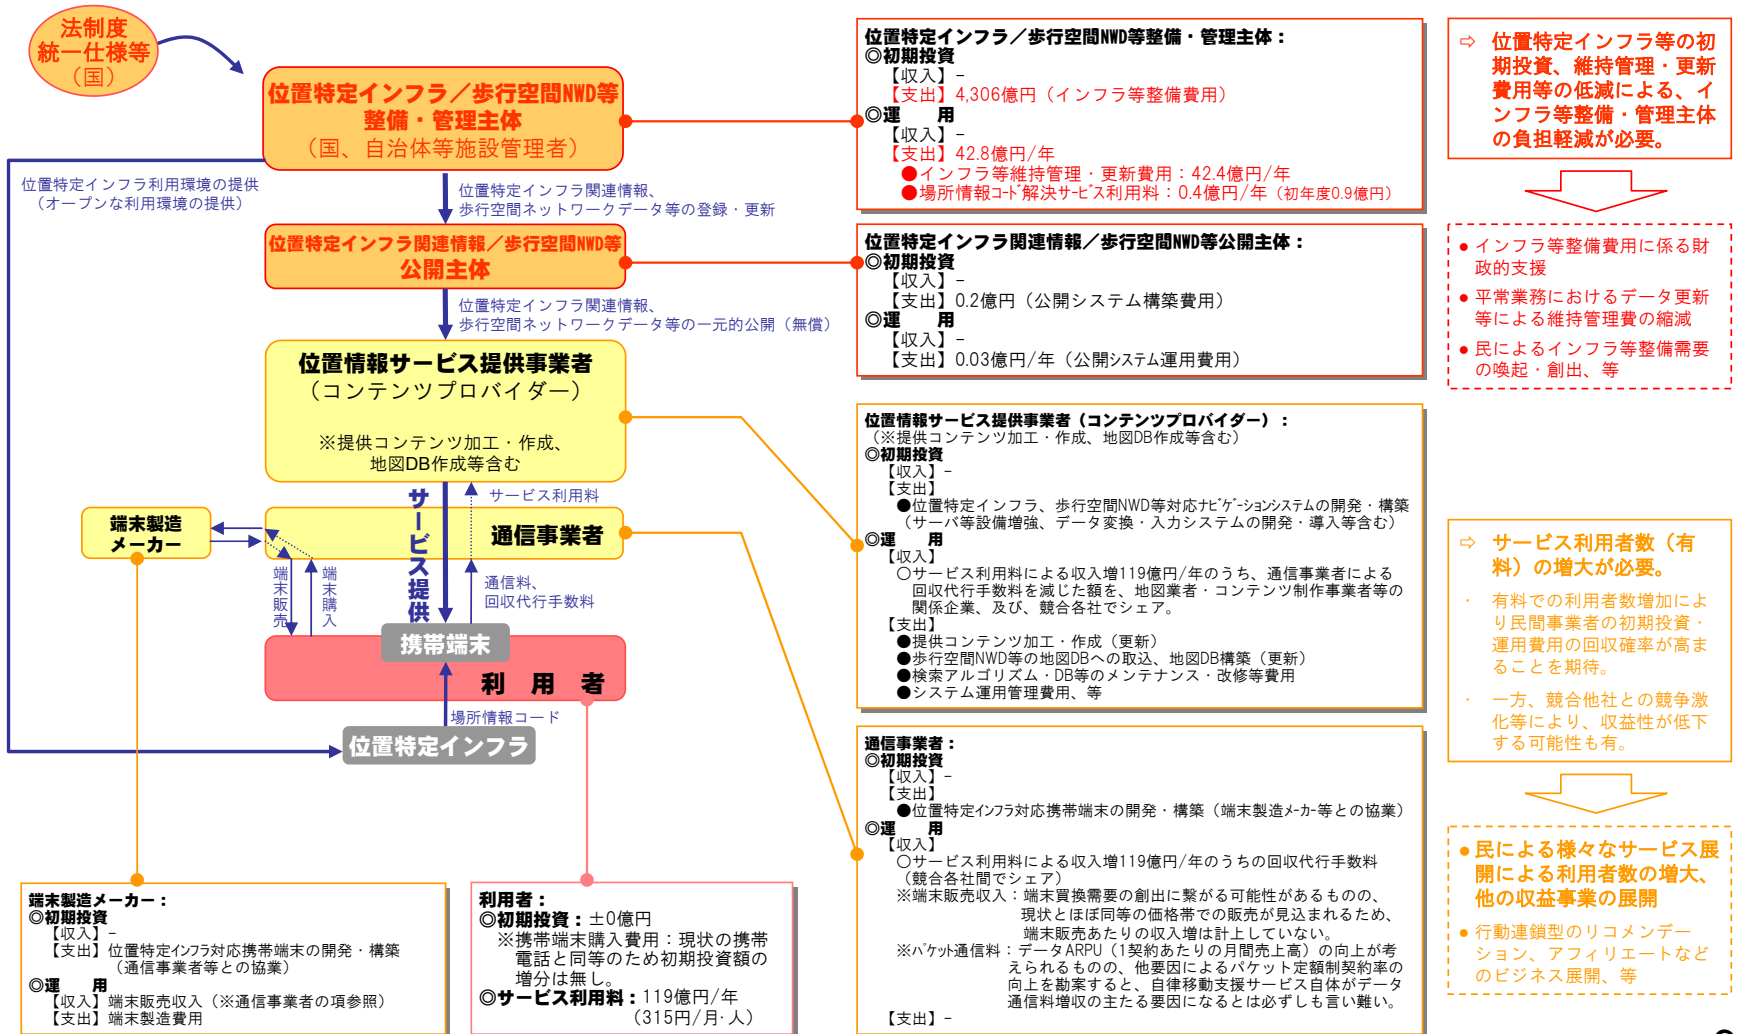 法制度
統一仕様等
（国）
位置特定インフラ／歩行空間NWD等
整備・管理主体
（国、自治体等施設管理者）
位置特定インフラ利用環境の提供
（オープンな利用環境の提供）
位置特定インフラ関連情報、
歩行空間ネットワークデータ等の登録・更新
位置特定インフラ関連情報／歩行空間NWD等
公開主体
位置特定インフラ関連情報、
歩行空間ネットワークデータ等の一元的公開（無償）
位置情報サービス提供事業者
（コンテンツプロバイダー）
※提供コンテンツ加工・作成、
地図DB作成等含む
サービス提供
サービス利用料
端末製造
メーカー
通信事業者
端末販売
端末購入
通信料、
回収代行手数料
携帯端末
利　用　者
場所情報コード
位置特定インフラ
位置特定インフラ／歩行空間NWD等整備・管理主体：
◎初期投資
【収入】－
【支出】4,306億円（インフラ等整備費用）
◎運　　用
【収入】－
【支出】42.8億円/年
●インフラ等維持管理・更新費用：42.4億円/年
●場所情報ｺｰﾄﾞ解決ｻｰﾋﾞｽ利用料：0.4億円/年（初年度0.9億円）
位置特定インフラ関連情報／歩行空間NWD等公開主体：
◎初期投資
【収入】－
【支出】0.2億円（公開システム構築費用）
◎運　　用
【収入】－
【支出】0.03億円/年（公開ｼｽﾃﾑ運用費用）
位置情報サービス提供事業者（コンテンツプロバイダー）：
（※提供コンテンツ加工・作成、地図DB作成等含む）
◎初期投資
【収入】－
【支出】
●位置特定インフラ、歩行空間NWD等対応ﾅﾋﾞｹﾞｰｼｮﾝｼｽﾃﾑの開発・構築
（サーバ等設備増強、データ変換・入力システムの開発・導入等含む）
◎運　　用
【収入】
○サービス利用料による収入増119億円/年のうち、通信事業者による
回収代行手数料を減じた額を、地図業者・コンテンツ制作事業者等の
関係企業、及び、競合各社でシェア。
【支出】
●提供コンテンツ加工・作成（更新）
●歩行空間NWD等の地図DBへの取込、地図DB構築（更新）
●検索アルゴリズム・DB等のメンテナンス・改修等費用
●システム運用管理費用、等
通信事業者：
◎初期投資
【収入】－
【支出】
●位置特定ｲﾝﾌﾗ対応携帯端末の開発・構築（端末製造ﾒｰｶｰ等との協業）
◎運　　用
【収入】
○サービス利用料による収入増119億円/年のうちの回収代行手数料
（競合各社間でシェア）
※端末販売収入：端末買換需要の創出に繋がる可能性があるものの、
現状とほぼ同等の価格帯での販売が見込まれるため、
端末販売あたりの収入増は計上していない。
※ﾊﾟｹｯﾄ通信料：データARPU（1契約あたりの月間売上高）の向上が考
えられるものの、他要因によるパケット定額制契約率の
向上を勘案すると、自律移動支援サービス自体がデータ
通信料増収の主たる要因になるとは必ずしも言い難い。
【支出】－
端末製造メーカー：
◎初期投資
【収入】－
【支出】位置特定ｲﾝﾌﾗ対応携帯端末の開発・構築
（通信事業者等との協業）
◎運　　用
【収入】端末販売収入（※通信事業者の項参照）
【支出】端末製造費用
利用者：
◎初期投資：±0億円
※携帯端末購入費用：現状の携帯
電話と同等のため初期投資額の
増分は無し。
◎サービス利用料：119億円/年
（315円/月・人）
⇨ 位置特定インフラ等の初
期投資、維持管理・更新
費用等の低減による、イ
ンフラ等整備・管理主体
の負担軽減が必要。
● インフラ等整備費用に係る財
政的支援
● 平常業務におけるデータ更新
等による維持管理費の縮減
● 民によるインフラ等整備需要
の喚起・創出、等
⇨ サービス利用者数（有
料）の増大が必要。
・ 有料での利用者数増加によ
り民間事業者の初期投資・
運用費用の回収確率が高ま
ることを期待。
・ 一方、競合他社との競争激
化等により、収益性が低下
する可能性も有。
● 民による様々なサービス展
開による利用者数の増大、
他の収益事業の展開
● 行動連鎖型のリコメンデー
ション、アフィリエートなど
のビジネス展開、等